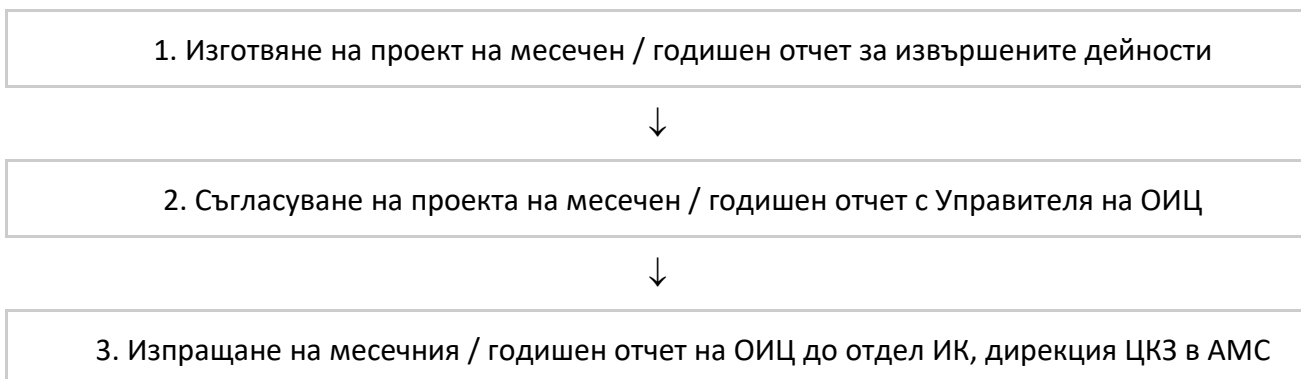 1. Изготвяне на проект на месечен / годишен отчет за извършените дейности
↓
2. Съгласуване на проекта на месечен / годишен отчет с Управителя на ОИЦ
↓
3. Изпращане на месечния / годишен отчет на ОИЦ до отдел ИК, дирекция ЦКЗ в АМС